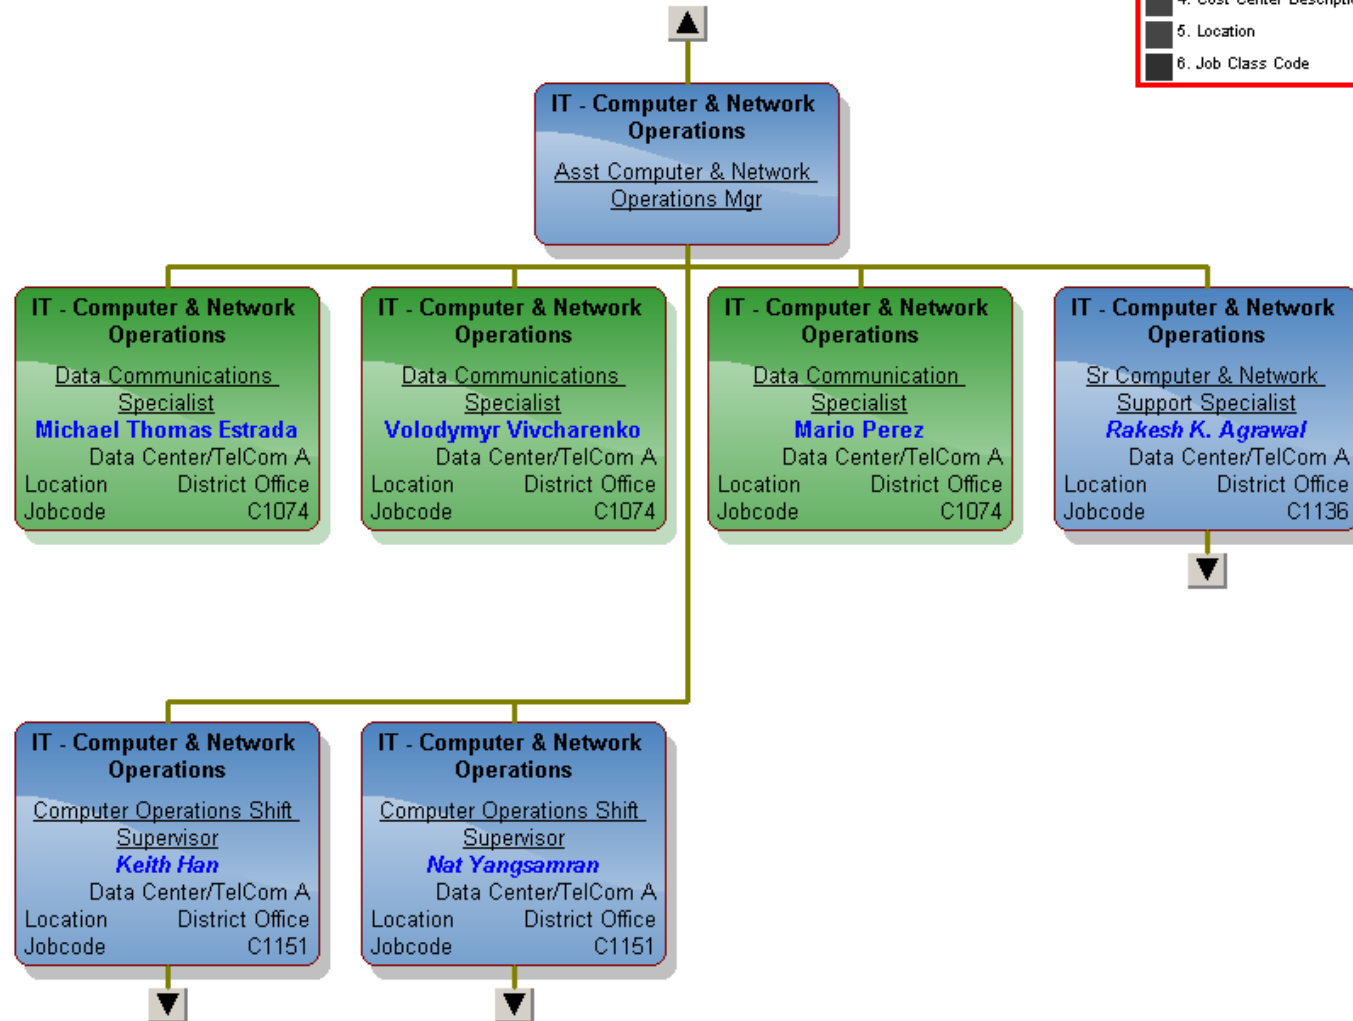 4. Cost Center
5. Location
6. Job Class Code
IT - Computer & Network
Operations
Asst Computer & Network
Operations Mgr
IT - Computer & Network
Operations
Data Communications
Specialist
Michael Thomas Estrada
Data Center/TelCom A
Location District Office
Jobcode C1074
IT - Computer & Network
Operations
Data Communications
Specialist
Volodymyr Vivcharenko
Data Center/TelCom A
Location District Office
Jobcode C1074
IT - Computer & Network
Operations
Data Communication
Specialist
Mario Perez
Data Center/TelCom A
Location District Office
Jobcode C1074
IT - Computer & Network
Operations
Sr Computer & Network
Support Specialist
Rakesh K. Agrawal
Data Center/TelCom A
Location District Office
Jobcode C1136
IT - Computer & Network
Operations
Computer Operations Shift
Supervisor
Keith Han
Data Center/TelCom A
Location District Office
Jobcode C1151
IT - Computer & Network
Operations
Computer Operations Shift
Supervisor
Nat Yangsamran
Data Center/TelCom A
Location District Office
Jobcode C1151